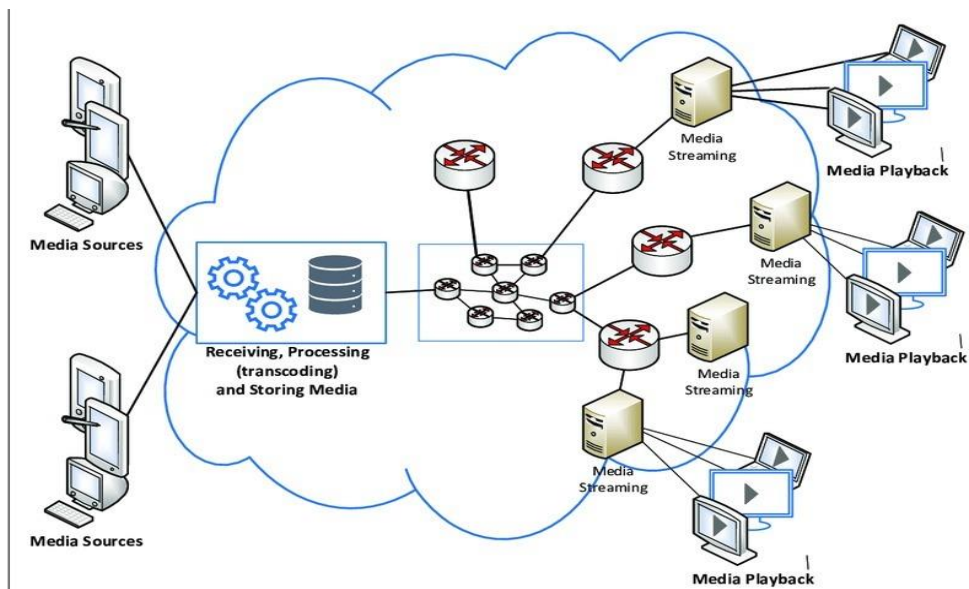 Media Sources
Receiving, Processing
(transcoding)
and Storing Media
Media Sources
Media
Streaming
Media Playback
Media
Streaming
Media Playback
Media
Streaming
Media
Streaming
Media Playback